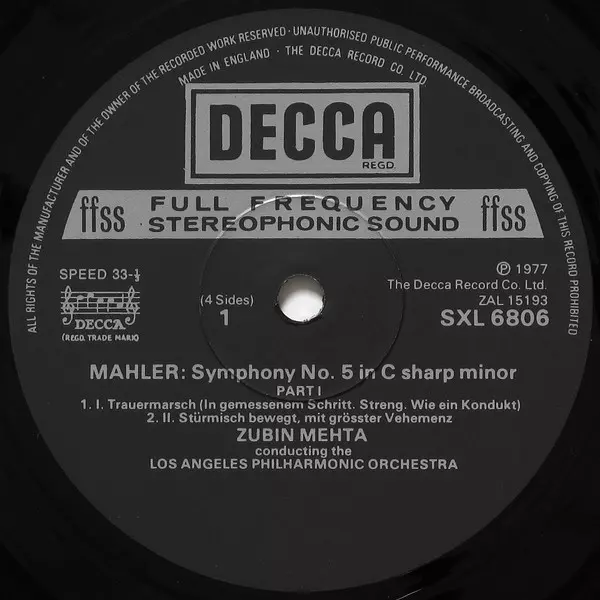 ALL RIGHTS OF THE MANUFACTURER AND OF THE OWNER OF THE RECORDED WORK RESERVED · UNAUTHORISED PUBLIC PERFORMANCE BROADCASTING AND COPYING OF THIS RECORD PROHIBITED
MADE IN ENGLAND · THE DECCA RECORD CO. LTD
DECCA
REGD.
ffss FULL FREQUENCY STEREOPHONIC SOUND ffss
SPEED 33-⅓
℗ 1977
The Decca Record Co. Ltd.
ZAL 15193
DECCA
(REGD. TRADE MARK)
(4 Sides)
1
SXL 6806
MAHLER: Symphony No. 5 in C sharp minor
PART I
1. I. Trauermarsch (In gemessenem Schritt. Streng. Wie ein Kondukt)
2. II. Stürmisch bewegt, mit grösster Vehemenz
ZUBIN MEHTA
conducting the
LOS ANGELES PHILHARMONIC ORCHESTRA